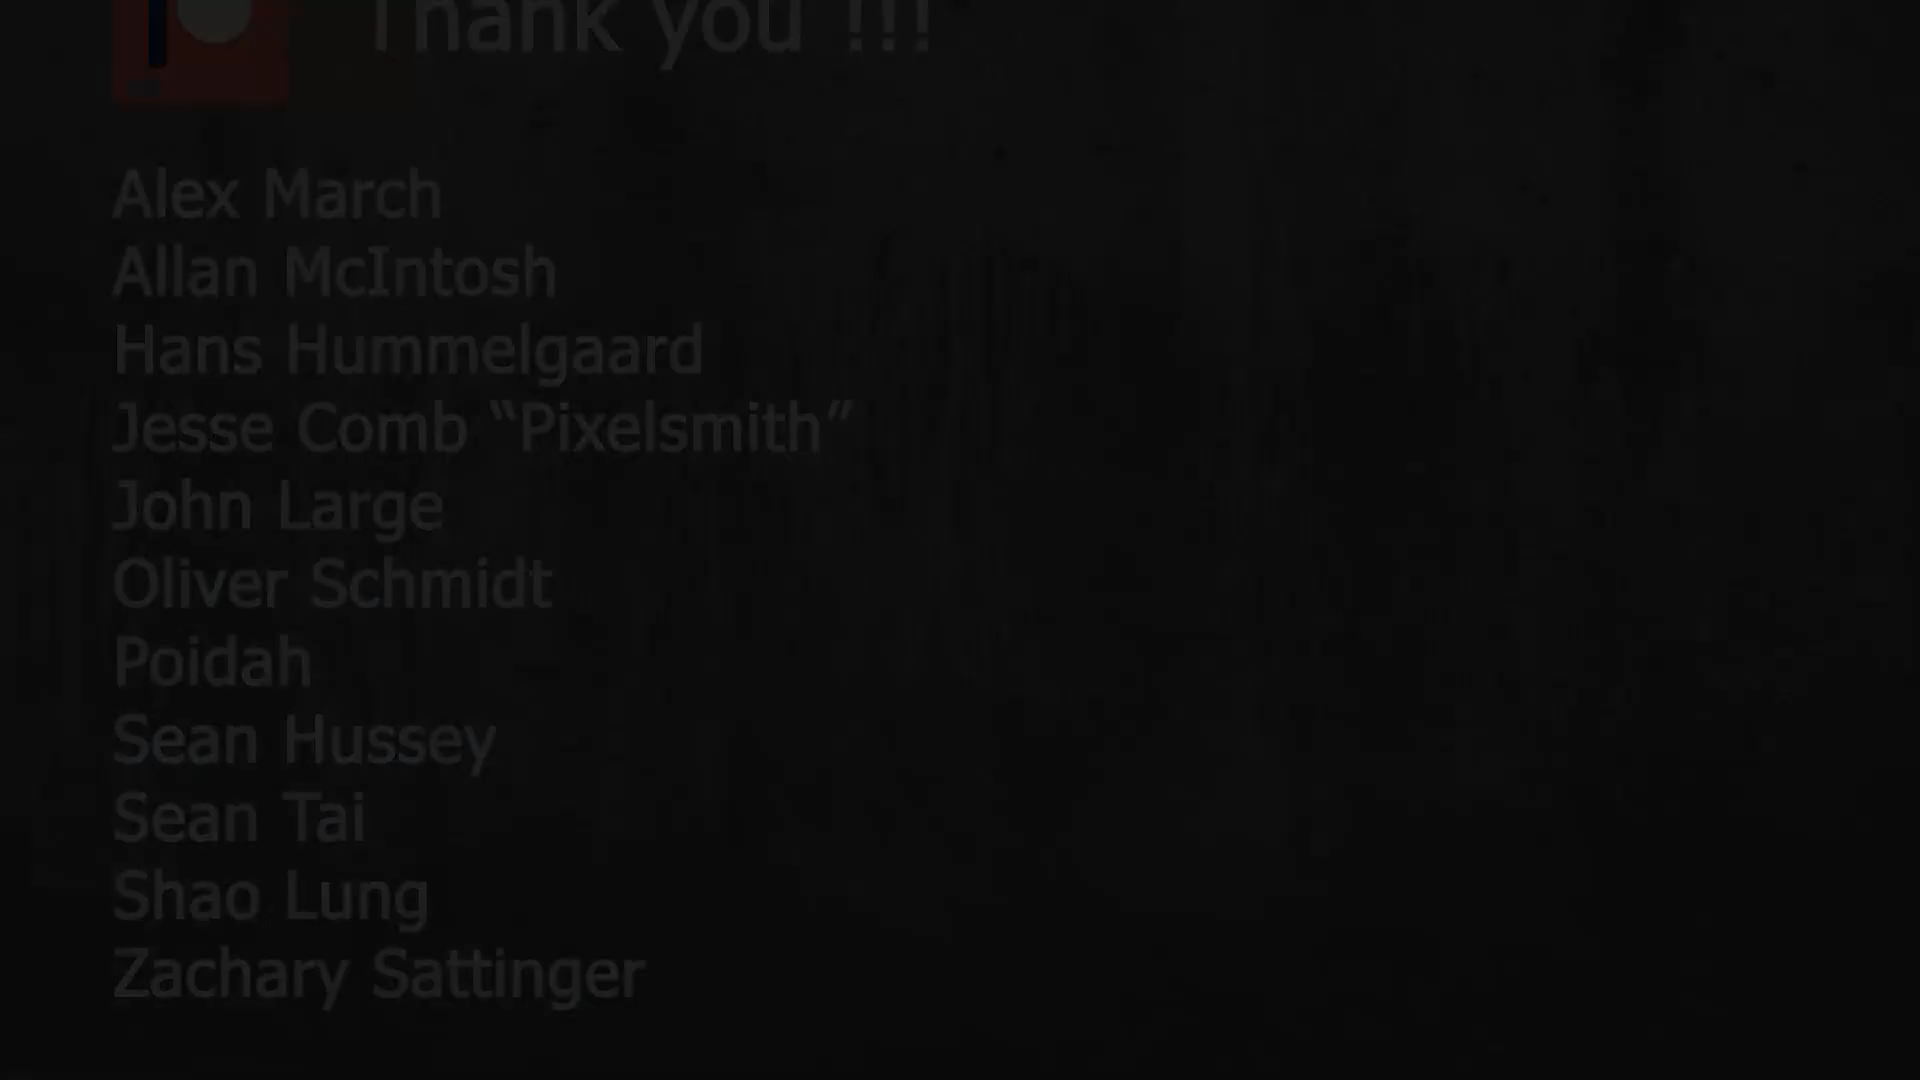 Thank you !!!
Alex March
Allan McIntosh
Hans Hummelgaard
Jesse Comb “Pixelsmith”
John Large
Oliver Schmidt
Poidah
Sean Hussey
Sean Tai
Shao Lung
Zachary Sattinger